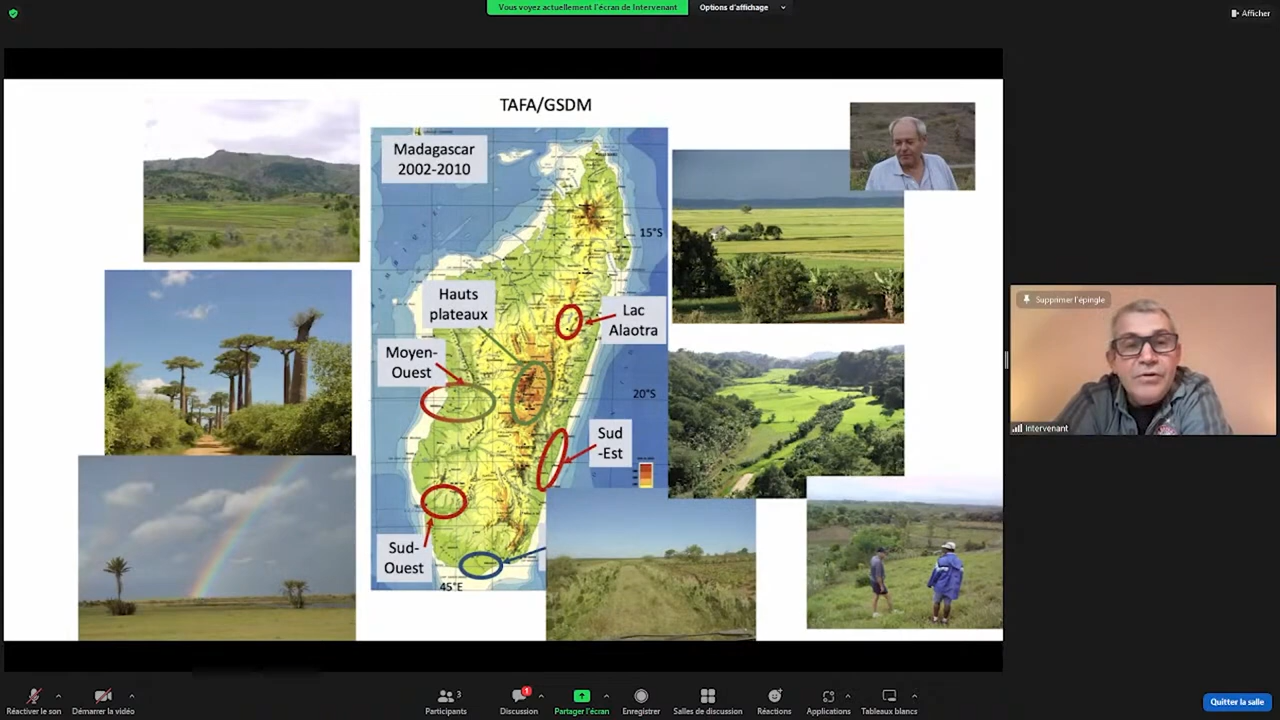 Vous voyez actuellement l'écran de Intervenant
Options d'affichage
Afficher
TAFA/GSDM
Madagascar
2002-2010
15°S
Hauts
plateaux
Lac
Alaotra
Moyen-
Ouest
20°S
Sud
-Est
Sud-
Ouest
45°E
Supprimer l'épingle
Intervenant
Réactiver le son
Démarrer la vidéo
3
Participants
1
Discussion
Partager l'écran
Enregistrer
Salles de discussion
Réactions
Applications
Tableaux blancs
Quitter la salle